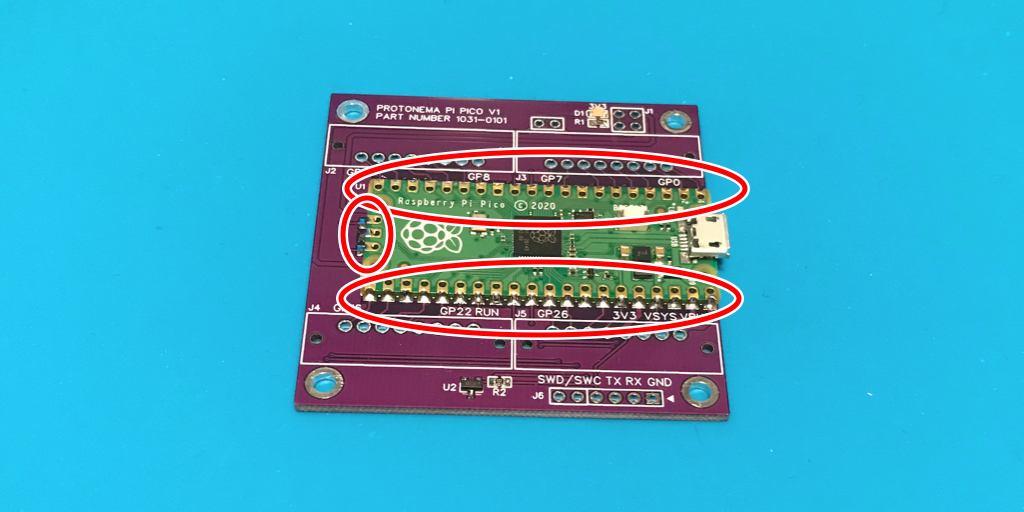 PROTONEMA PI PICO V1
PART NUMBER 1031-0101
3V3
D1
R1
J1
J2
GP8
J3
GP7
GP0
U1
Raspberry Pi Pico © 2020
J4
GP22 RUN
J5
GP26
3V3 VSYS
U2
R2
SWD/SWC TX RX GND
J6